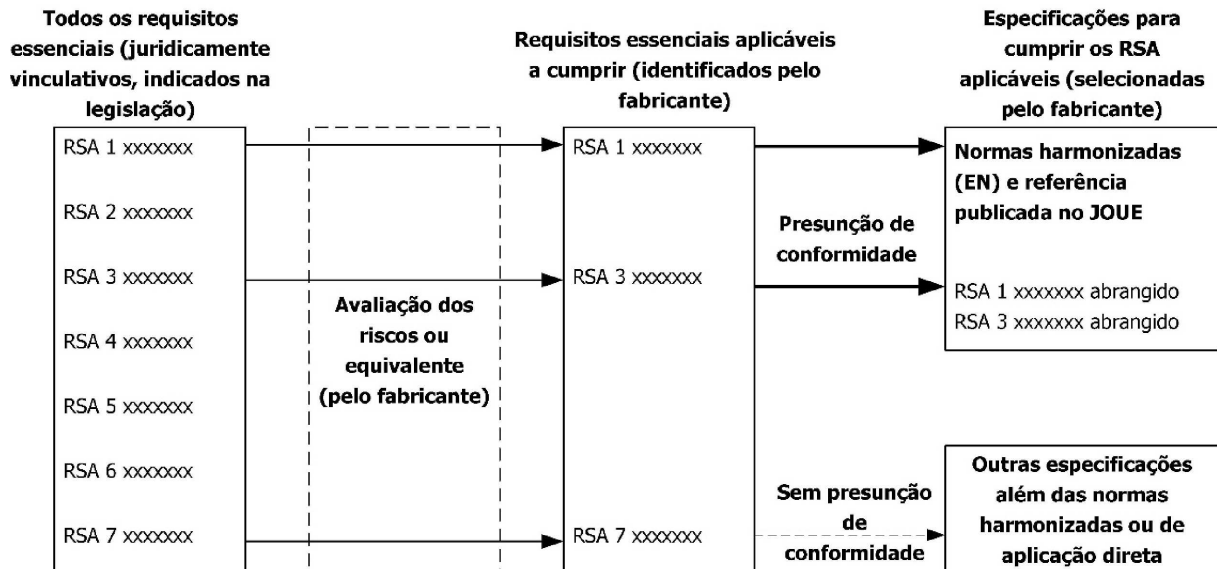 Todos os requisitos
essenciais (juridicamente
vinculativos, indicados na
legislação)
RSA 1 xxxxxxx
RSA 2 xxxxxxx
RSA 3 xxxxxxx
RSA 4 xxxxxxx
RSA 5 xxxxxxx
RSA 6 xxxxxxx
RSA 7 xxxxxxx
Avaliação dos
riscos ou
equivalente
(pelo fabricante)
Requisitos essenciais aplicáveis
a cumprir (identificados pelo
fabricante)
RSA 1 xxxxxxx
RSA 3 xxxxxxx
RSA 7 xxxxxxx
Presunção de
conformidade
Sem presunção
de
conformidade
Especificações para
cumprir os RSA
aplicáveis (selecionadas
pelo fabricante)
Normas harmonizadas
(EN) e referência
publicada no JOUE
RSA 1 xxxxxxx abrangido
RSA 3 xxxxxxx abrangido
Outras especificações
além das normas
harmonizadas ou de
aplicação direta